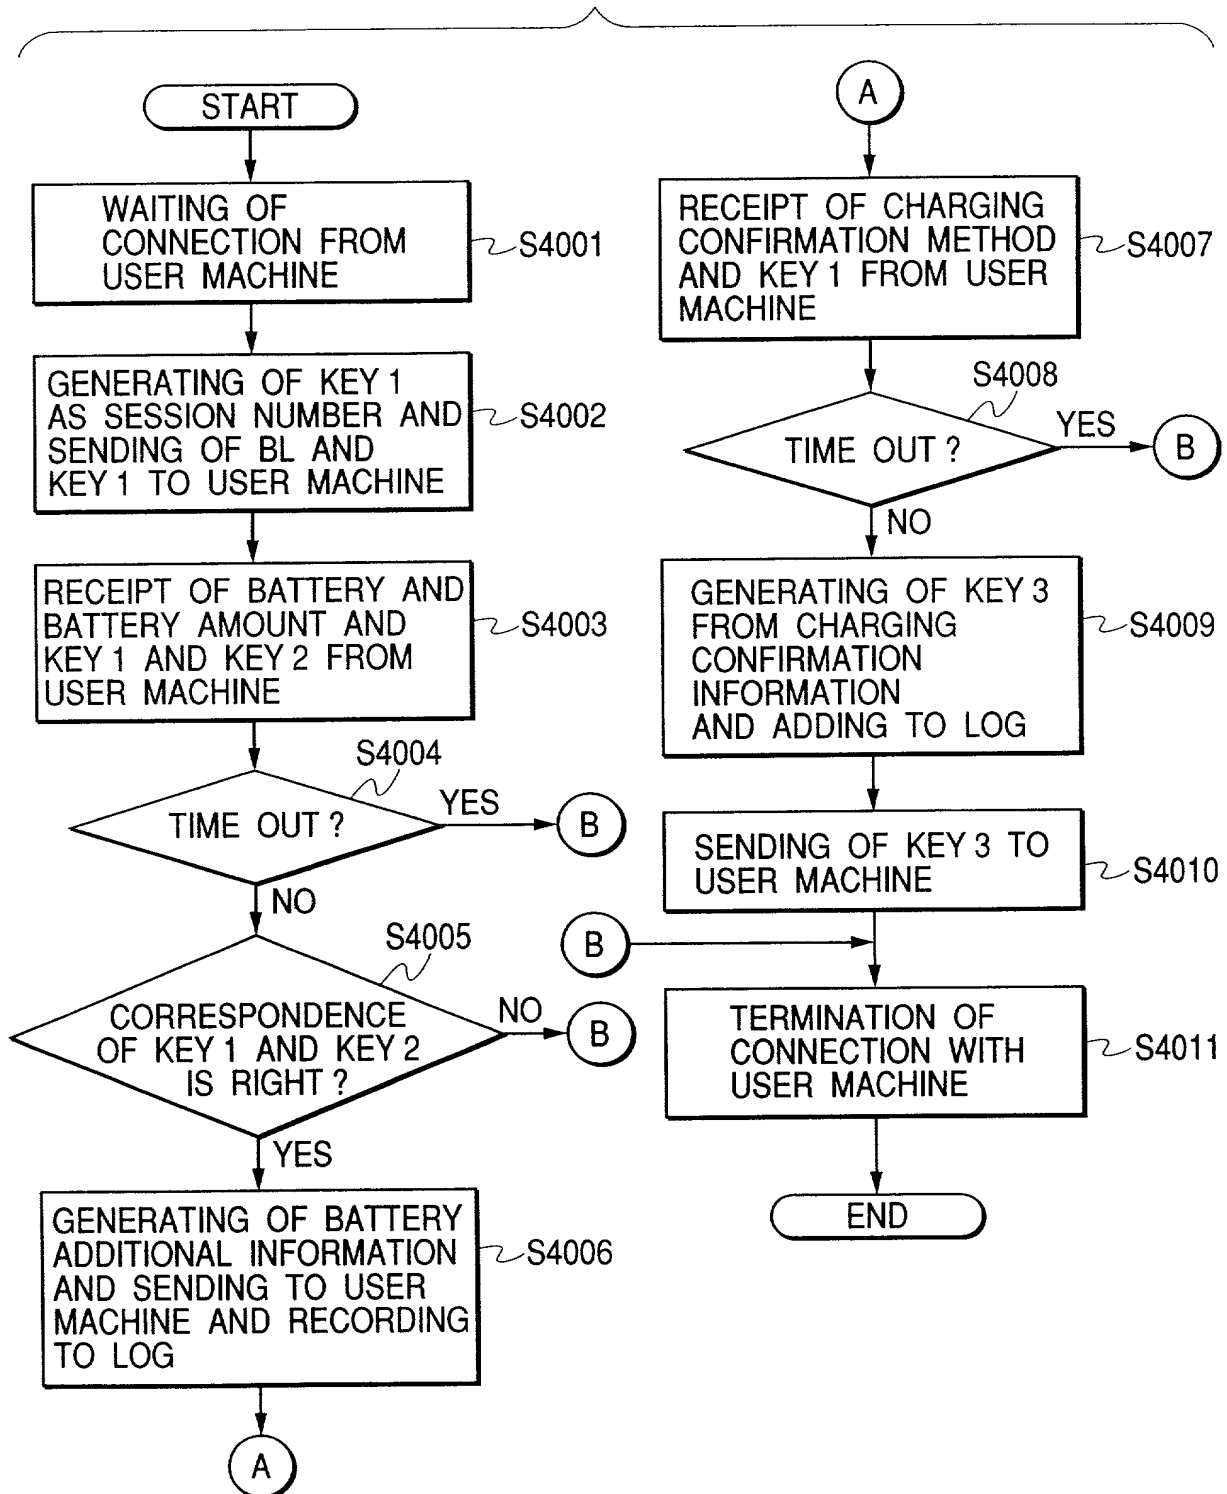 START
WAITING OF
CONNECTION FROM
USER MACHINE
S4001
GENERATING OF KEY 1
AS SESSION NUMBER AND
SENDING OF BL AND
KEY 1 TO USER MACHINE
S4002
RECEIPT OF BATTERY AND
BATTERY AMOUNT AND
KEY 1 AND KEY 2 FROM
USER MACHINE
S4003
S4004
TIME OUT ?
YES
B
NO
S4005
CORRESPONDENCE
OF KEY 1 AND KEY 2
IS RIGHT ?
NO
B
YES
GENERATING OF BATTERY
ADDITIONAL INFORMATION
AND SENDING TO USER
MACHINE AND RECORDING
TO LOG
S4006
A
A
RECEIPT OF CHARGING
CONFIRMATION METHOD
AND KEY 1 FROM USER
MACHINE
S4007
S4008
TIME OUT ?
YES
B
NO
GENERATING OF KEY 3
FROM CHARGING
CONFIRMATION
INFORMATION
AND ADDING TO LOG
S4009
SENDING OF KEY 3 TO
USER MACHINE
S4010
B
TERMINATION OF
CONNECTION WITH
USER MACHINE
S4011
END